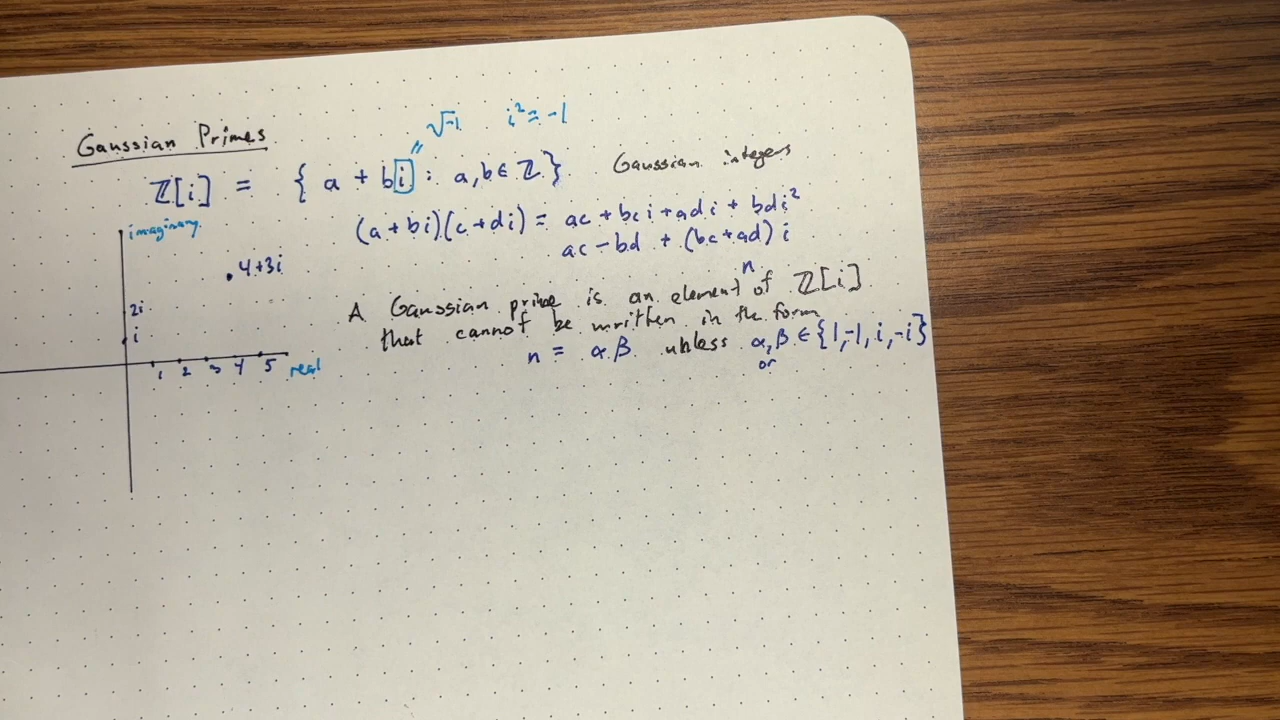 Gaussian Primes
√-1 i² = -1
ℤ[i] = { a + bi : a,b ∈ ℤ } Gaussian integers
(a+bi)(c+di) = ac + bci + adi + bdi²
ac - bd + (bc+ad) i
imaginary
4+3i
2i
i
1 2 3 4 5 real
A Gaussian prime is an element n of ℤ[i]
that cannot be written in the form
n = α·β unless α, β ∈ {1,-1,i,-i}
or